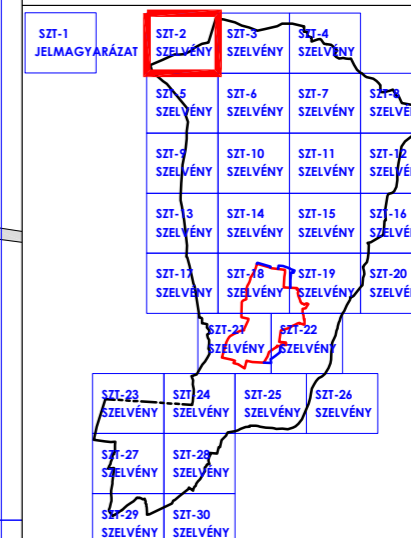 SZT-1
JELMAGYARÁZAT
SZT-2
SZELVÉNY
SZT-3
SZELVÉNY
SZT-4
SZELVÉNY
SZT-5
SZELVÉNY
SZT-6
SZELVÉNY
SZT-7
SZELVÉNY
SZT-8
SZELVÉ
SZT-9
SZELVÉNY
SZT-10
SZELVÉNY
SZT-11
SZELVÉNY
SZT-12
SZELVÉ
SZT-13
SZELVÉNY
SZT-14
SZELVÉNY
SZT-15
SZELVÉNY
SZT-16
SZELVÉ
SZT-17
SZELVÉNY
SZT-18
SZELVÉNY
SZT-19
SZELVÉNY
SZT-20
SZELVÉ
SZT-21
SZELVÉNY
SZT-22
SZELVÉNY
SZT-23
SZELVÉNY
SZT-24
SZELVÉNY
SZT-25
SZELVÉNY
SZT-26
SZELVÉNY
SZT-27
SZELVÉNY
SZT-28
SZELVÉNY
SZT-29
SZELVÉNY
SZT-30
SZELVÉNY